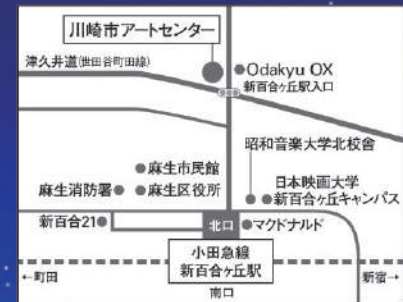 川崎市アートセンター
津久井道(世田谷町田線)
Odakyu OX
新百合ヶ丘駅入口
昭和音楽大学北校舎
麻生市民館
日本映画大学
麻生消防署
麻生区役所
新百合ヶ丘キャンパス
新百合21
北口
マクドナルド
小田急線
新百合ヶ丘駅
←町田
新宿→
南口